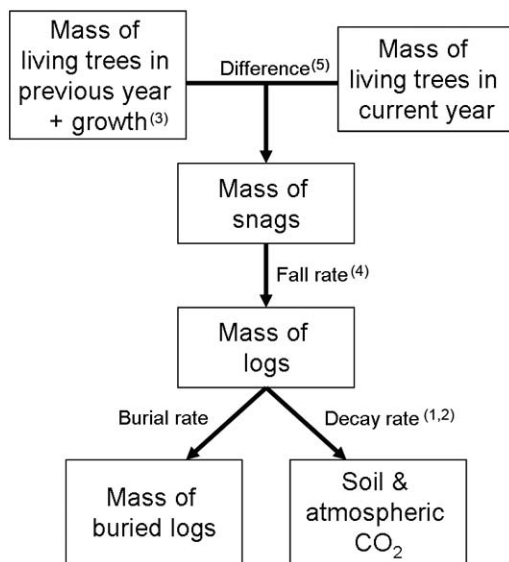 Mass of
living trees in
previous year
+ growth(3)
Difference(5)
Mass of
living trees in
current year
Mass of
snags
Fall rate(4)
Mass of
logs
Burial rate
Decay rate (1,2)
Mass of
buried logs
Soil &
atmospheric
CO2